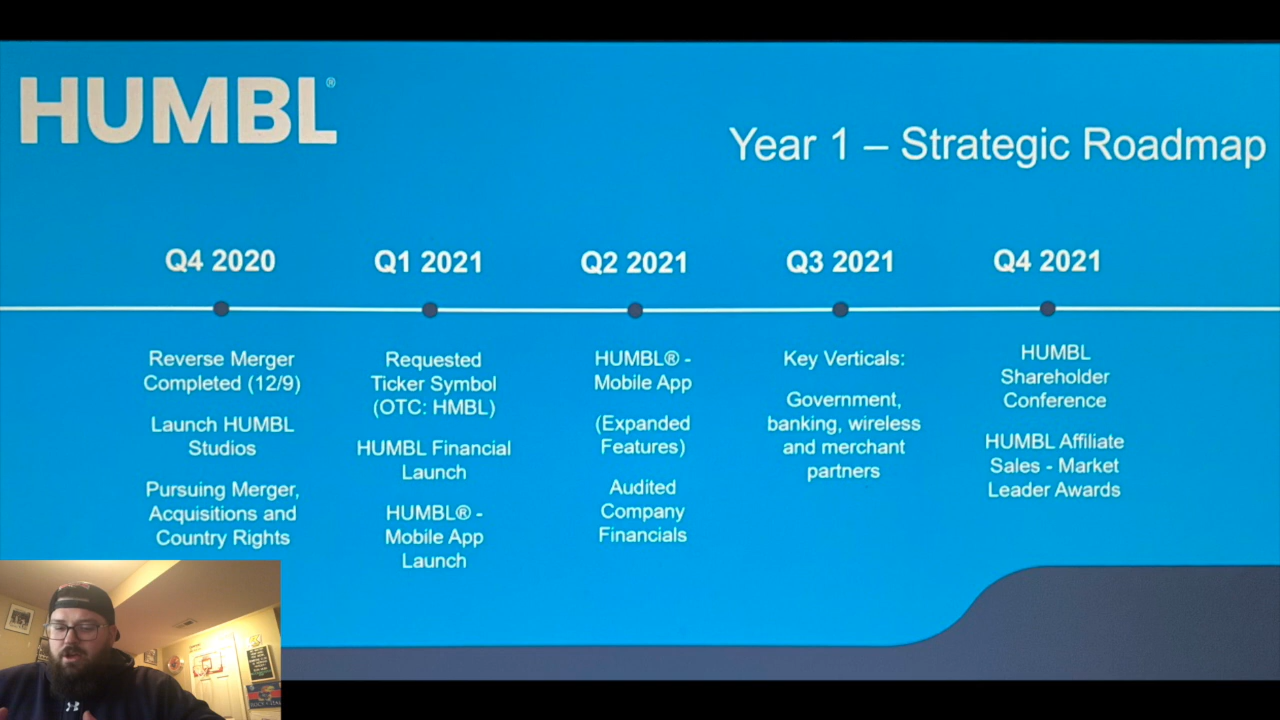 HUMBL®
Year 1 – Strategic Roadmap
Q4 2020
Reverse Merger
Completed (12/9)
Launch HUMBL
Studios
Pursuing Merger,
Acquisitions and
Country Rights
Q1 2021
Requested
Ticker Symbol
(OTC: HMBL)
HUMBL Financial
Launch
HUMBL® -
Mobile App
Launch
Q2 2021
HUMBL® -
Mobile App
(Expanded
Features)
Audited
Company
Financials
Q3 2021
Key Verticals:
Government,
banking, wireless
and merchant
partners
Q4 2021
HUMBL
Shareholder
Conference
HUMBL Affiliate
Sales - Market
Leader Awards